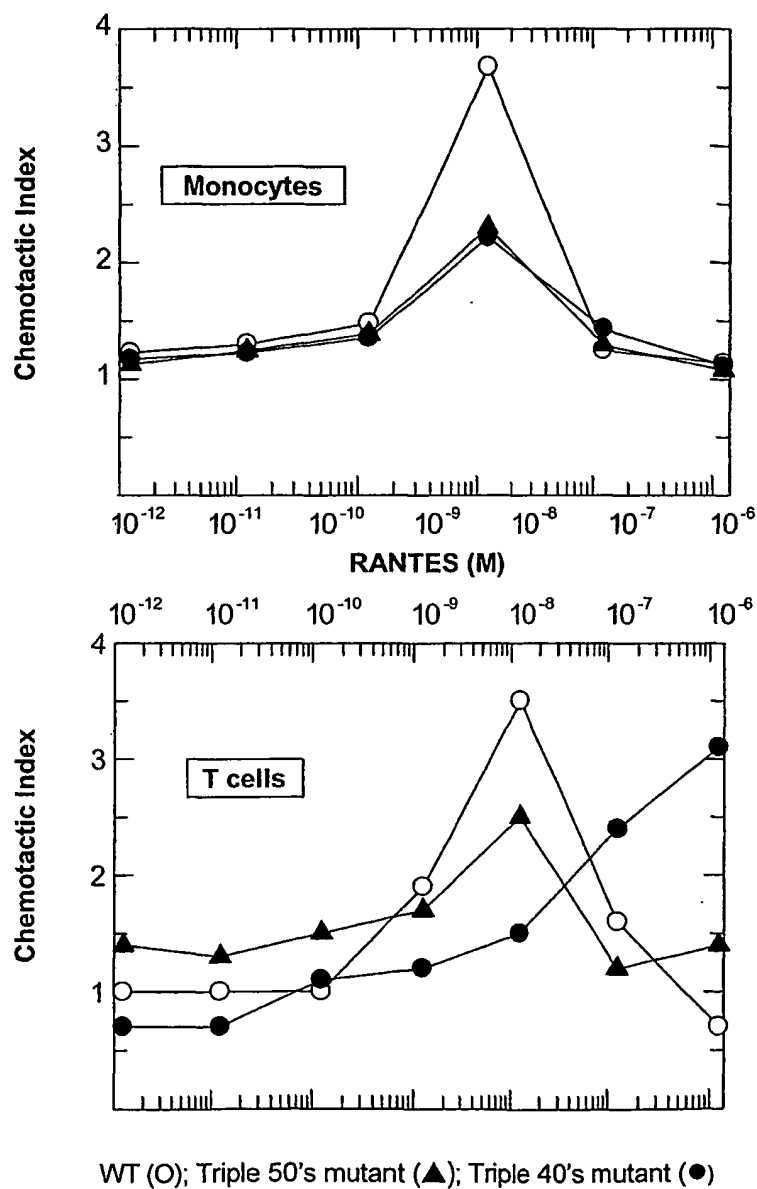 4
3
2
1
Chemotactic Index
Monocytes
10⁻¹² 10⁻¹¹ 10⁻¹⁰ 10⁻⁹ 10⁻⁸ 10⁻⁷ 10⁻⁶
RANTES (M)
10⁻¹² 10⁻¹¹ 10⁻¹⁰ 10⁻⁹ 10⁻⁸ 10⁻⁷ 10⁻⁶
4
3
2
1
Chemotactic Index
T cells
WT (O); Triple 50's mutant (▲); Triple 40's mutant (●)